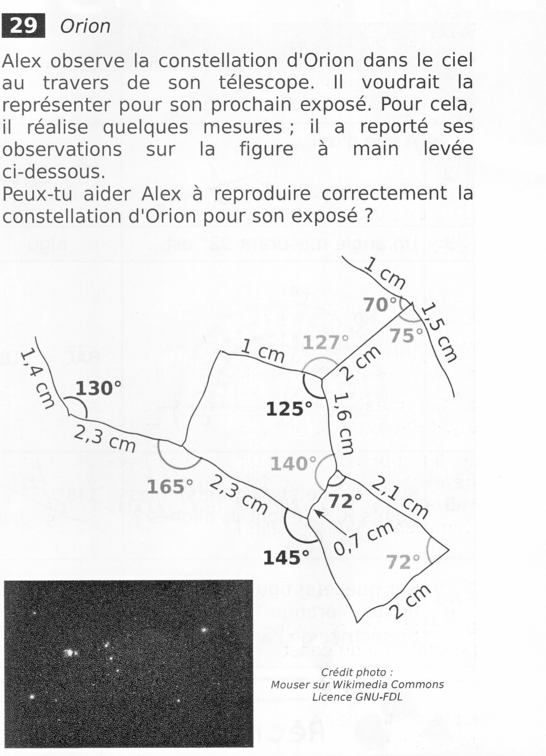 29 Orion
Alex observe la constellation d'Orion dans le ciel
au travers de son télescope. Il voudrait la
représenter pour son prochain exposé. Pour cela,
il réalise quelques mesures ; il a reporté ses
observations sur la figure à main levée
ci-dessous.
Peux-tu aider Alex à reproduire correctement la
constellation d'Orion pour son exposé ?
1 cm
70°
1,5 cm
75°
127°
1 cm
2 cm
1,4 cm
130°
125°
1,6 cm
2,3 cm
140°
165°
2,3 cm
72°
2,1 cm
0,7 cm
145°
72°
2 cm
Crédit photo :
Mouser sur Wikimedia Commons
Licence GNU-FDL